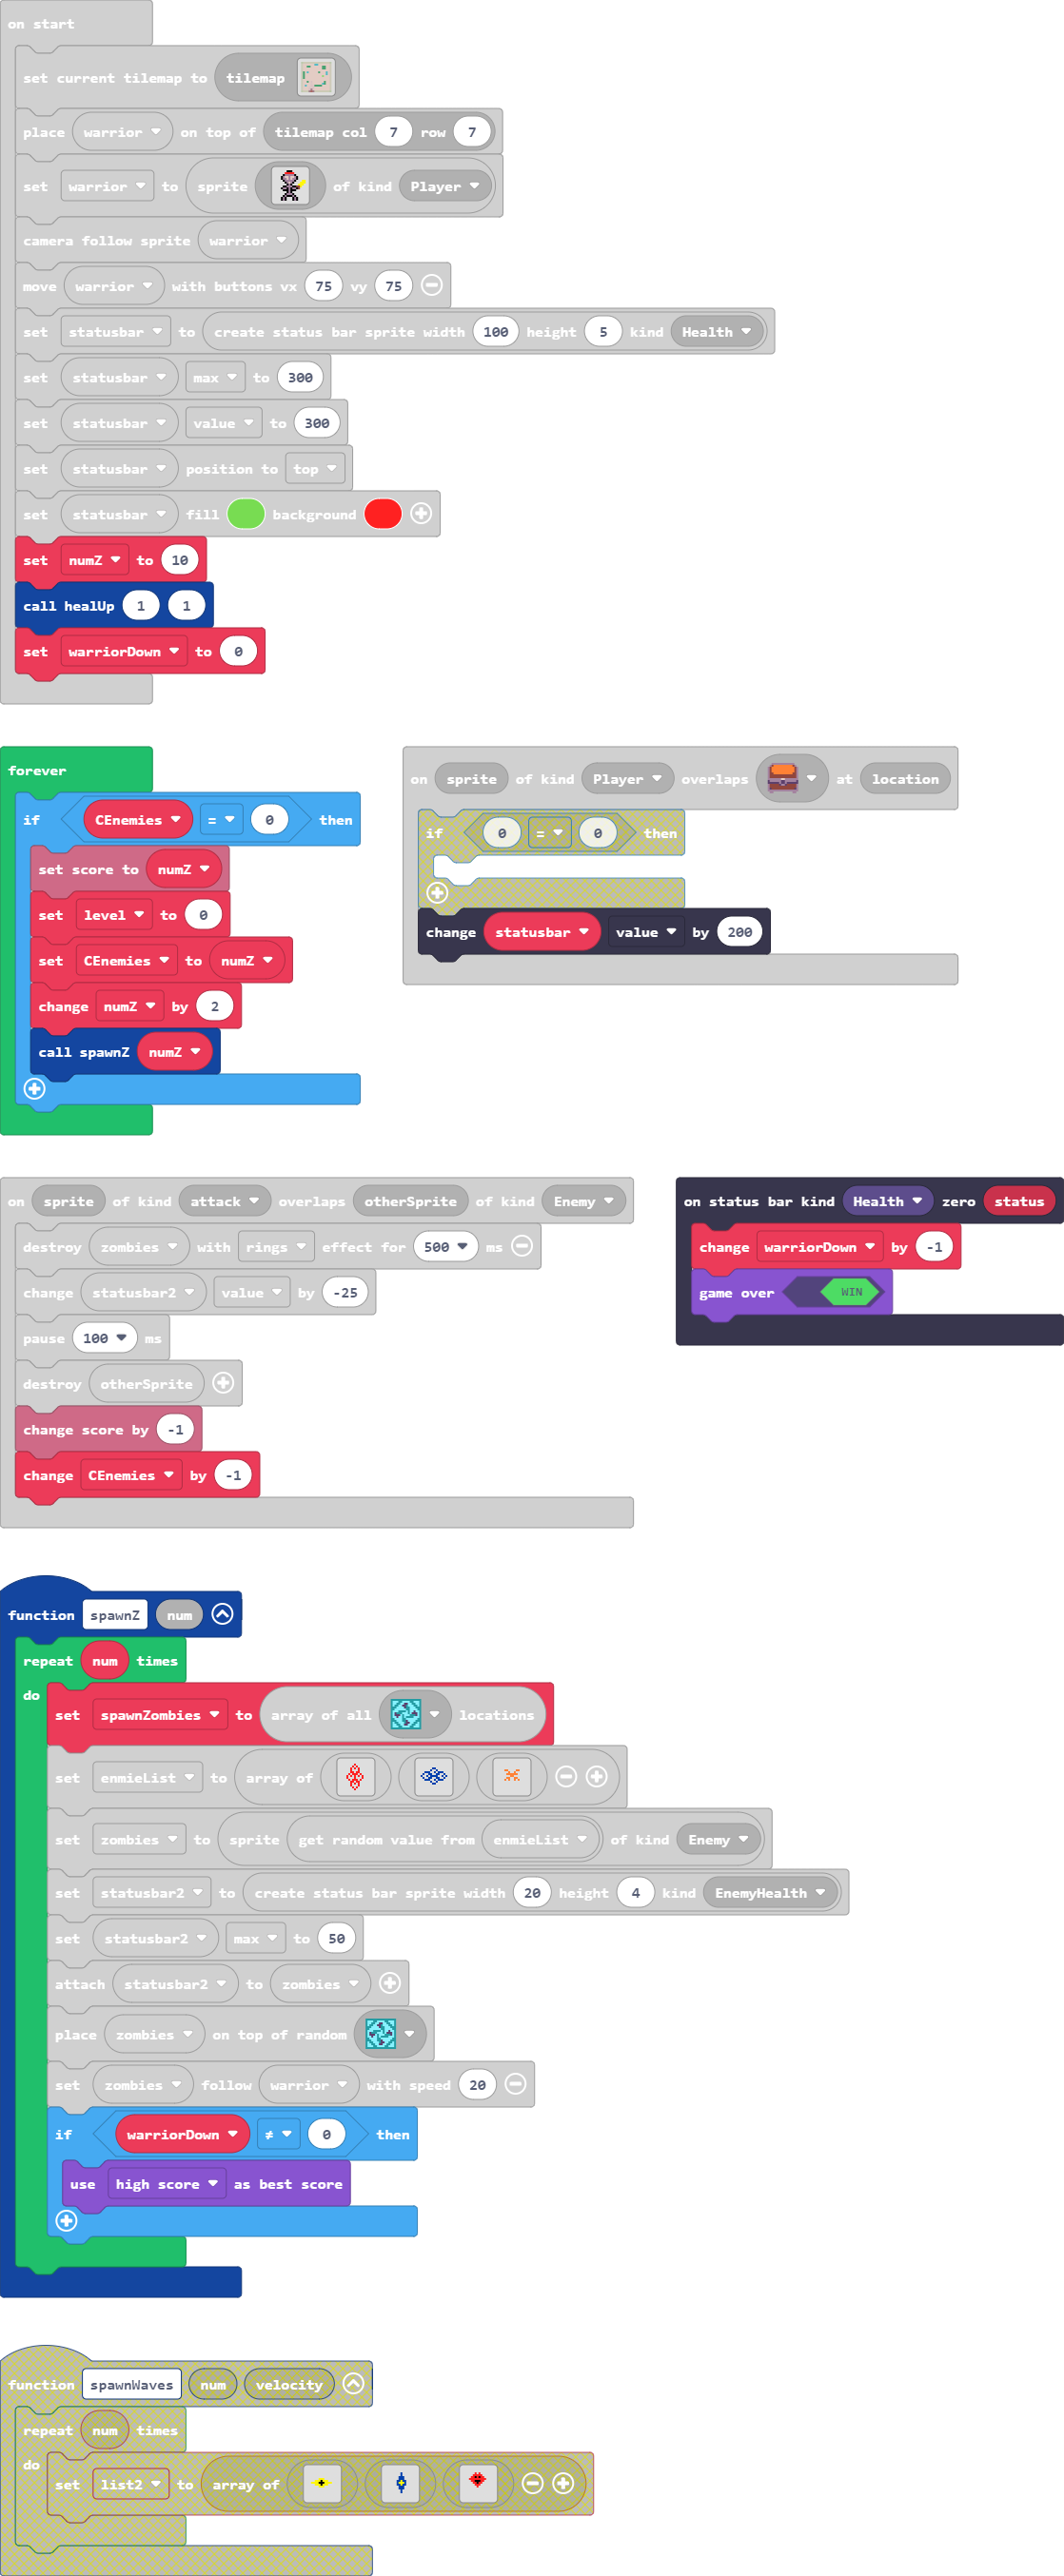 on start
set current tilemap to tilemap
place warrior on top of tilemap col 7 row 7
set warrior to sprite of kind Player
camera follow sprite warrior
move warrior with buttons vx 75 vy 75
set statusbar to create status bar sprite width 100 height 5 kind Health
set statusbar max to 300
set statusbar value to 300
set statusbar position to top
set statusbar fill background
set numZ to 10
call healUp 1 1
set warriorDown to 0
forever
if CEnemies = 0 then
set score to numZ
set level to 0
set CEnemies to numZ
change numZ by 2
call spawnZ numZ
on sprite of kind Player overlaps at location
if 0 = 0 then
change statusbar value by 200
on sprite of kind attack overlaps otherSprite of kind Enemy
destroy zombies with rings effect for 500 ms
change statusbar2 value by -25
pause 100 ms
destroy otherSprite
change score by -1
change CEnemies by -1
on status bar kind Health zero status
change warriorDown by -1
game over WIN
function spawnZ num
repeat num times
do
set spawnZombies to array of all locations
set enmieList to array of
set zombies to sprite get random value from enmieList of kind Enemy
set statusbar2 to create status bar sprite width 20 height 4 kind EnemyHealth
set statusbar2 max to 50
attach statusbar2 to zombies
place zombies on top of random
set zombies follow warrior with speed 20
if warriorDown ≠ 0 then
use high score as best score
function spawnWaves num velocity
repeat num times
do
set list2 to array of